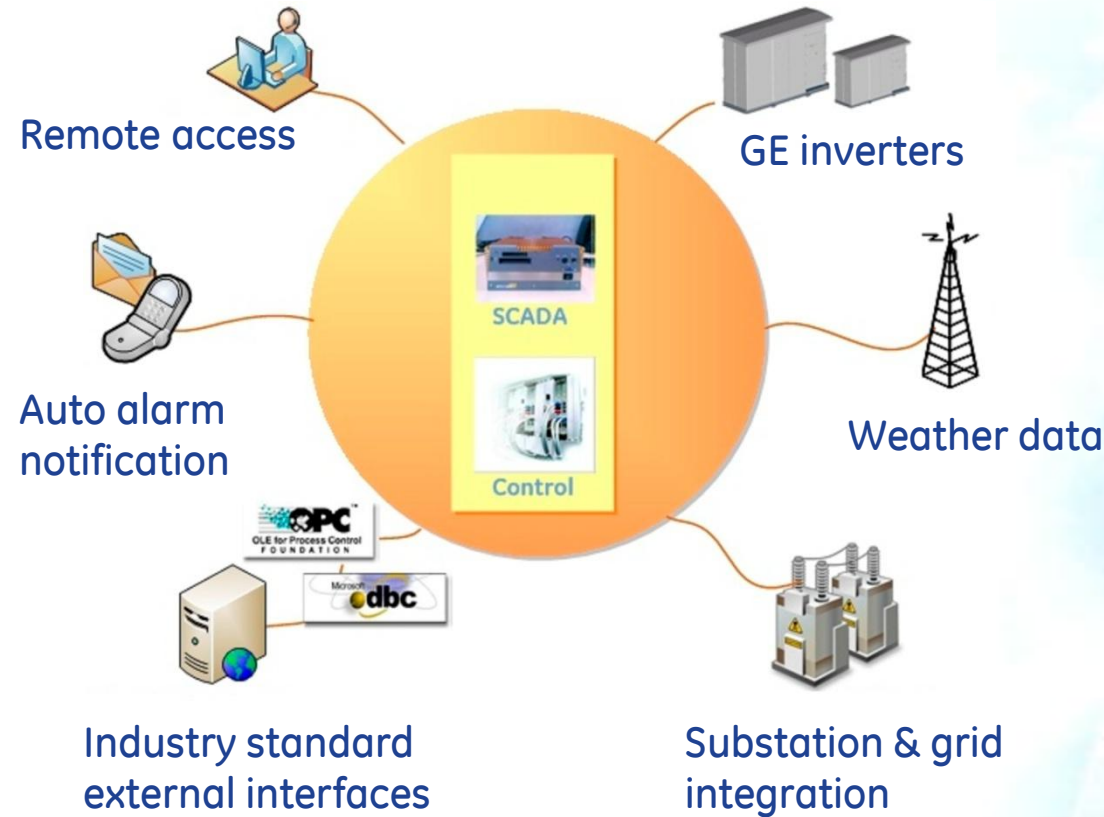 Remote access
GE inverters
SCADA
Auto alarm
notification
Weather data
Control
OPC
™
OLE for Process Control
FOUNDATION
Microsoft
odbc
Industry standard
external interfaces
Substation & grid
integration